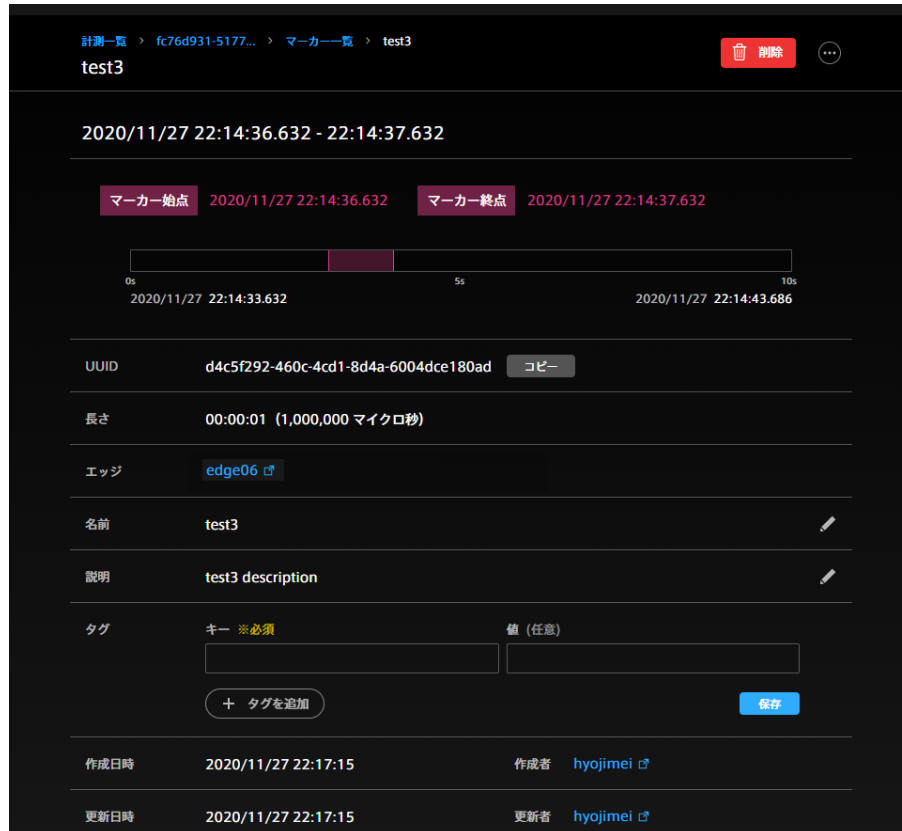 計測一覧 > fc76d931-5177... > マーカー一覧 > test3
test3
削除
2020/11/27 22:14:36.632 - 22:14:37.632
マーカー始点 2020/11/27 22:14:36.632 マーカー終点 2020/11/27 22:14:37.632
0s 5s 10s
2020/11/27 22:14:33.632 2020/11/27 22:14:43.686
UUID d4c5f292-460c-4cd1-8d4a-6004dce180ad コピー
長さ 00:00:01 (1,000,000 マイクロ秒)
エッジ edge06
名前 test3
説明 test3 description
タグ キー ※必須 値 (任意)
+ タグを追加 保存
作成日時 2020/11/27 22:17:15 作成者 hyojimei
更新日時 2020/11/27 22:17:15 更新者 hyojimei